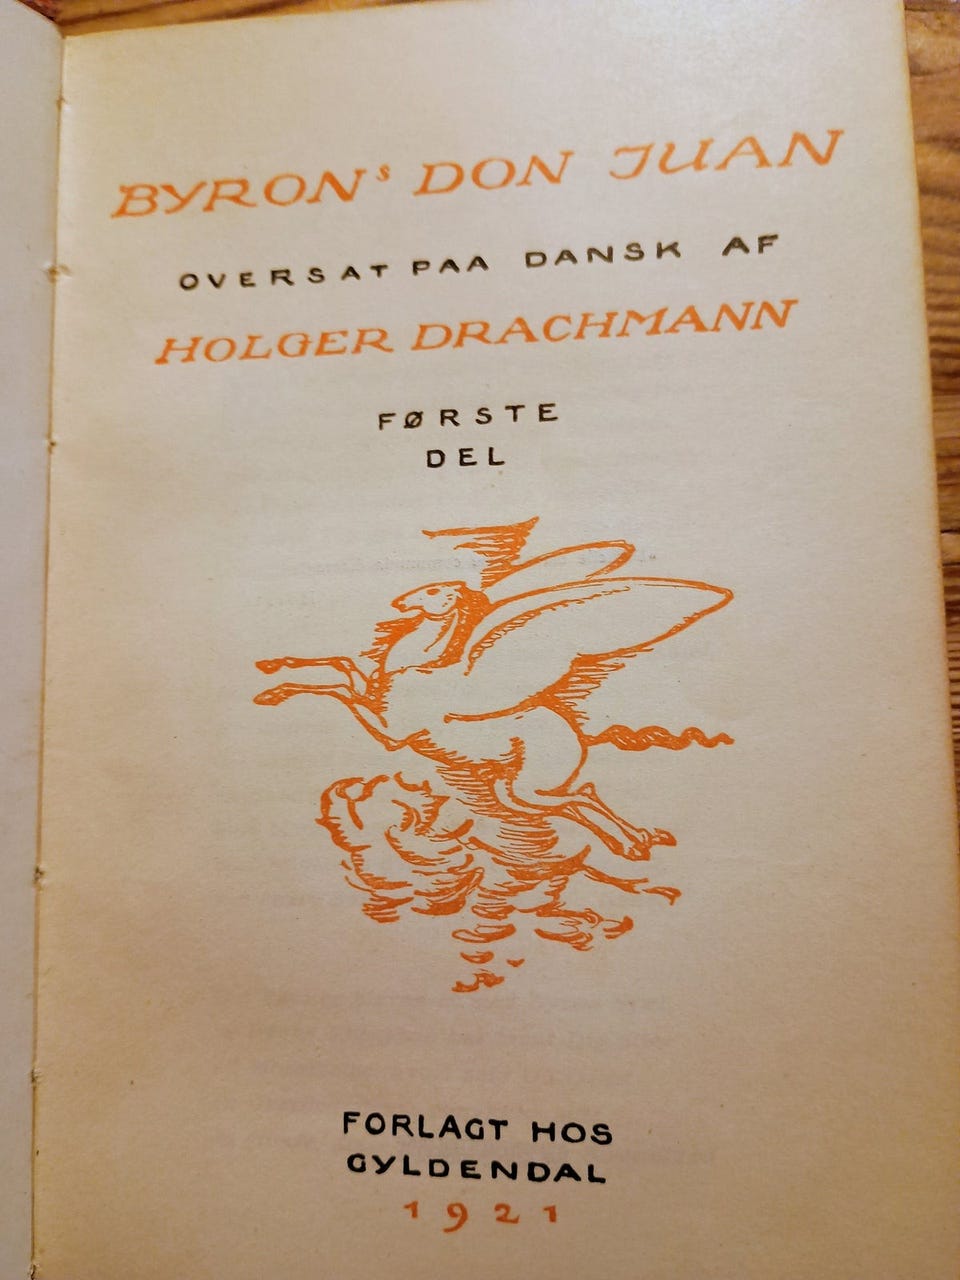 BYRONˢ DON JUAN
OVERSAT PAA DANSK AF
HOLGER DRACHMANN
FØRSTE
DEL
FORLAGT HOS
GYLDENDAL
1921